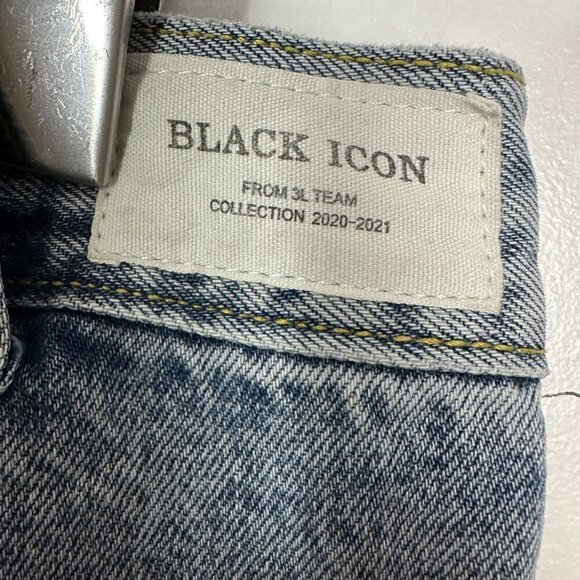 BLACK ICON
FROM 3L TEAM
COLLECTION 2020-2021